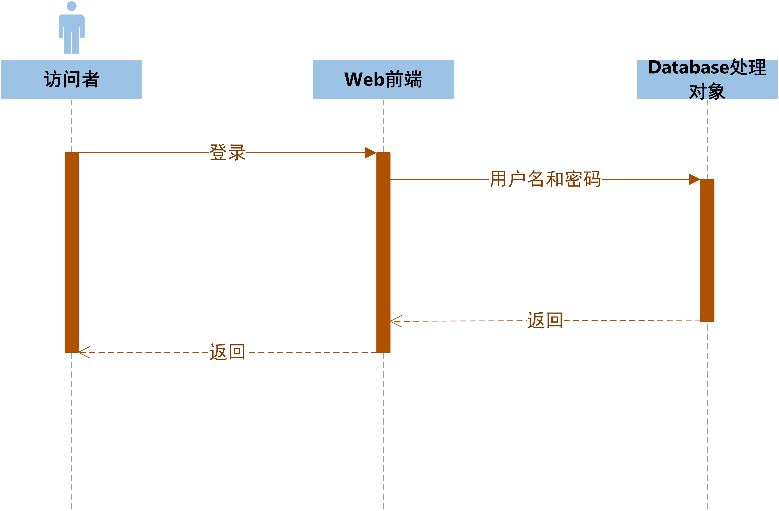 访问者
Web前端
Database处理
对象
登录
用户名和密码
返回
返回